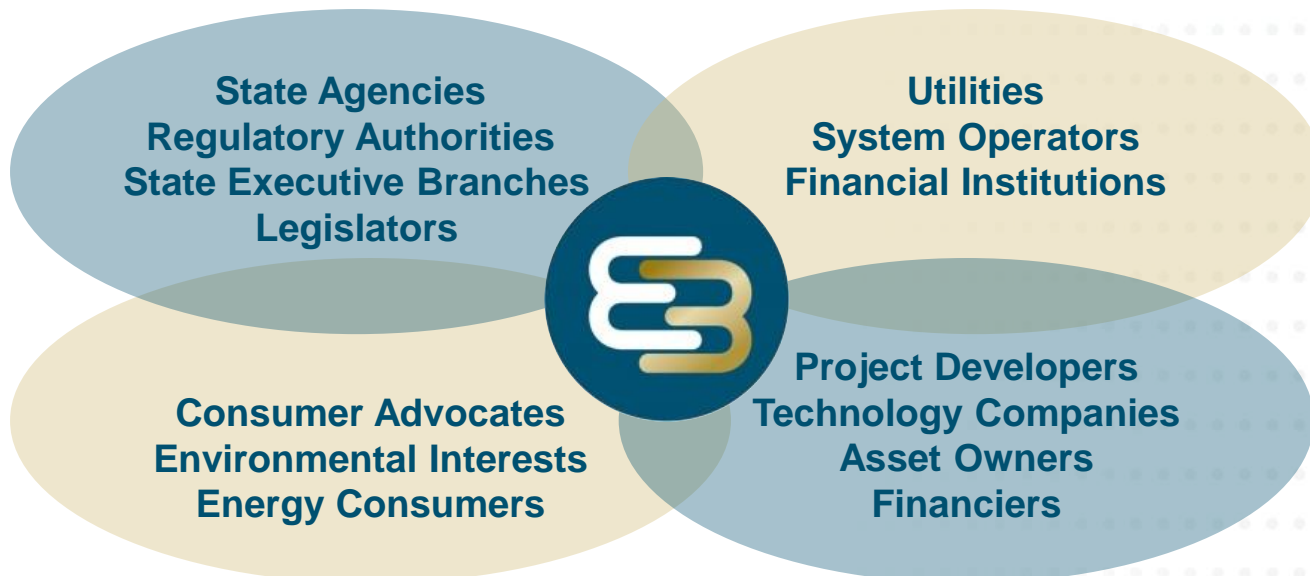 State Agencies
Regulatory Authorities
State Executive Branches
Legislators
Utilities
System Operators
Financial Institutions
Consumer Advocates
Environmental Interests
Energy Consumers
Project Developers
Technology Companies
Asset Owners
Financiers